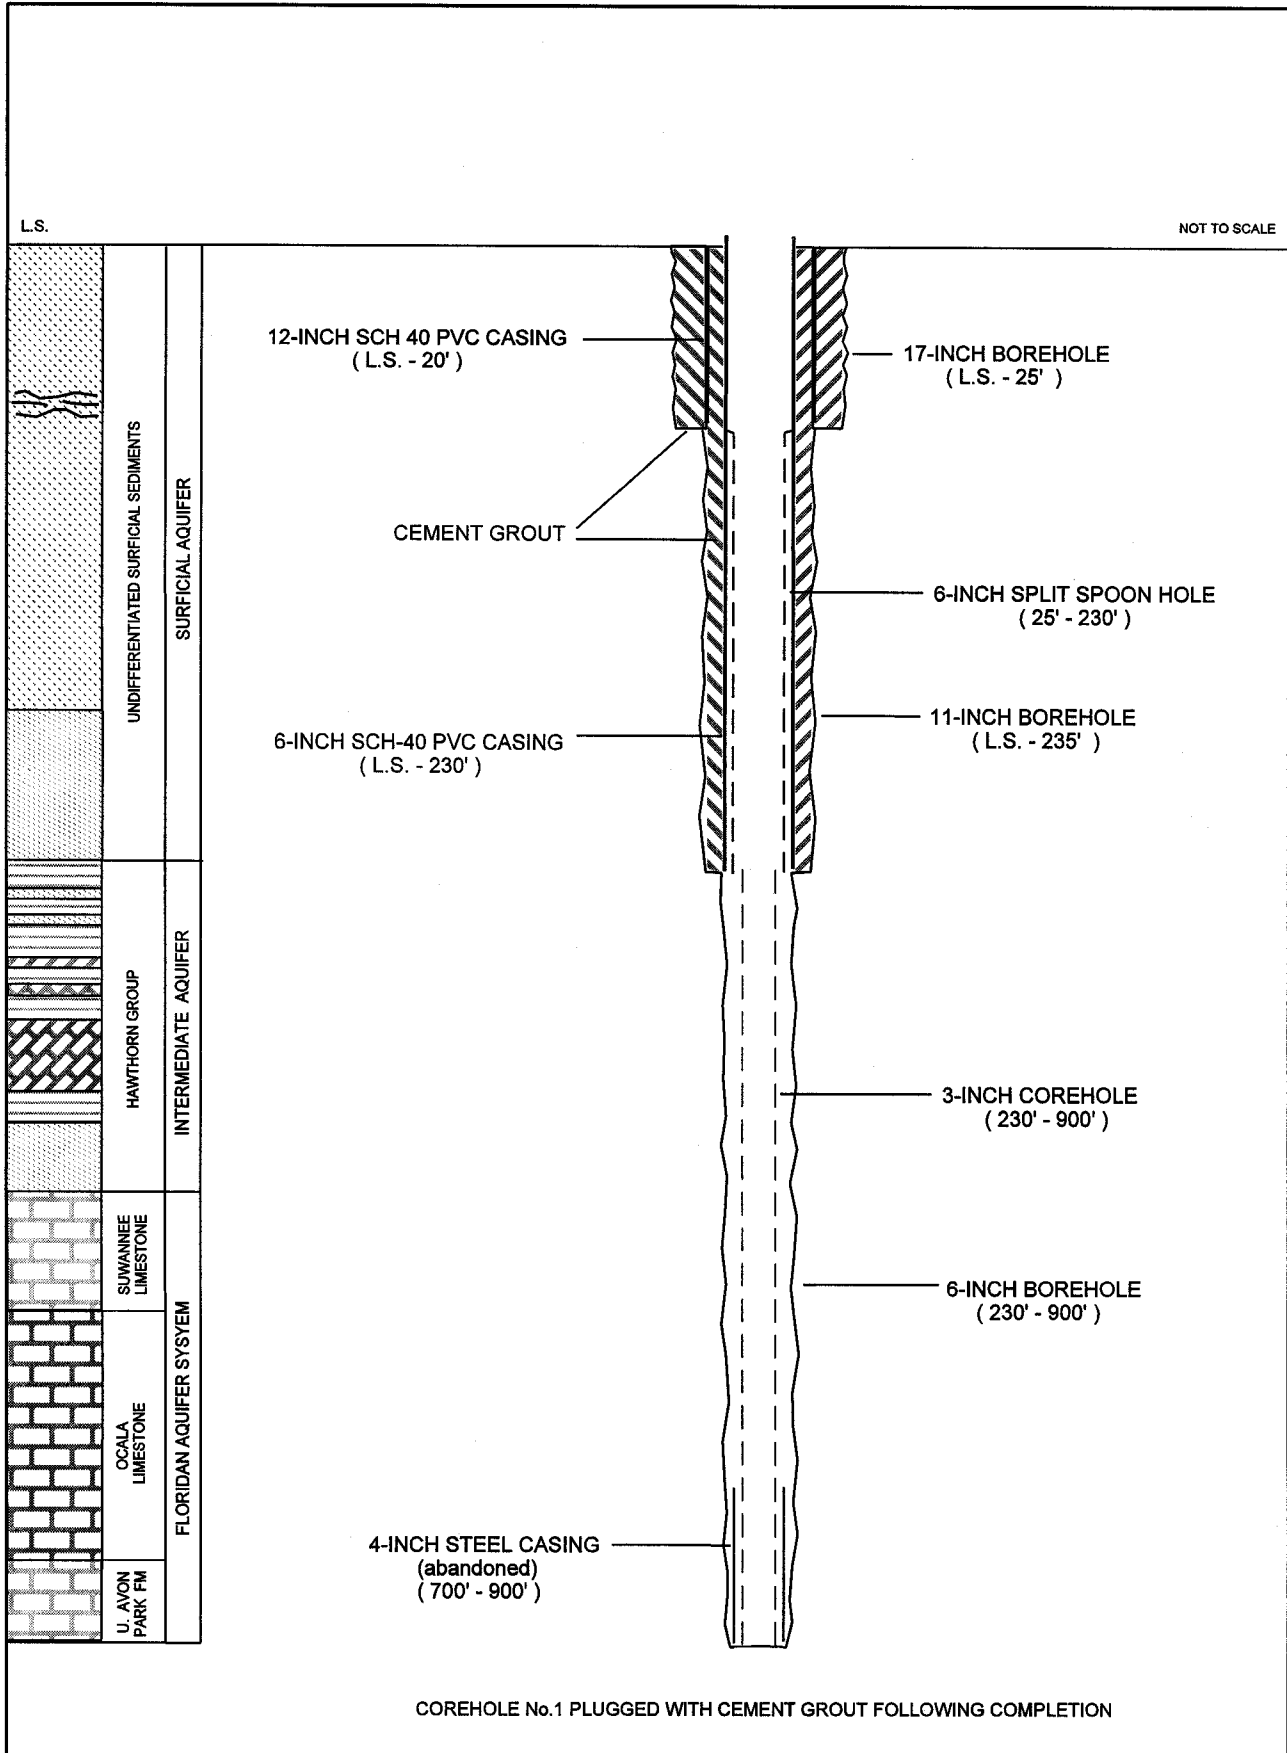 L.S.
NOT TO SCALE
12-INCH SCH 40 PVC CASING
( L.S. - 20' )
17-INCH BOREHOLE
( L.S. - 25' )
CEMENT GROUT
6-INCH SPLIT SPOON HOLE
( 25' - 230' )
11-INCH BOREHOLE
( L.S. - 235' )
6-INCH SCH-40 PVC CASING
( L.S. - 230' )
3-INCH COREHOLE
( 230' - 900' )
6-INCH BOREHOLE
( 230' - 900' )
4-INCH STEEL CASING
(abandoned)
( 700' - 900' )
UNDIFFERENTIATED SURFICIAL SEDIMENTS
SURFICIAL AQUIFER
HAWTHORN GROUP
INTERMEDIATE AQUIFER
SUWANNEE
LIMESTONE
OCALA
LIMESTONE
U. AVON
PARK FM
FLORIDAN AQUIFER SYSYEM
COREHOLE No.1 PLUGGED WITH CEMENT GROUT FOLLOWING COMPLETION